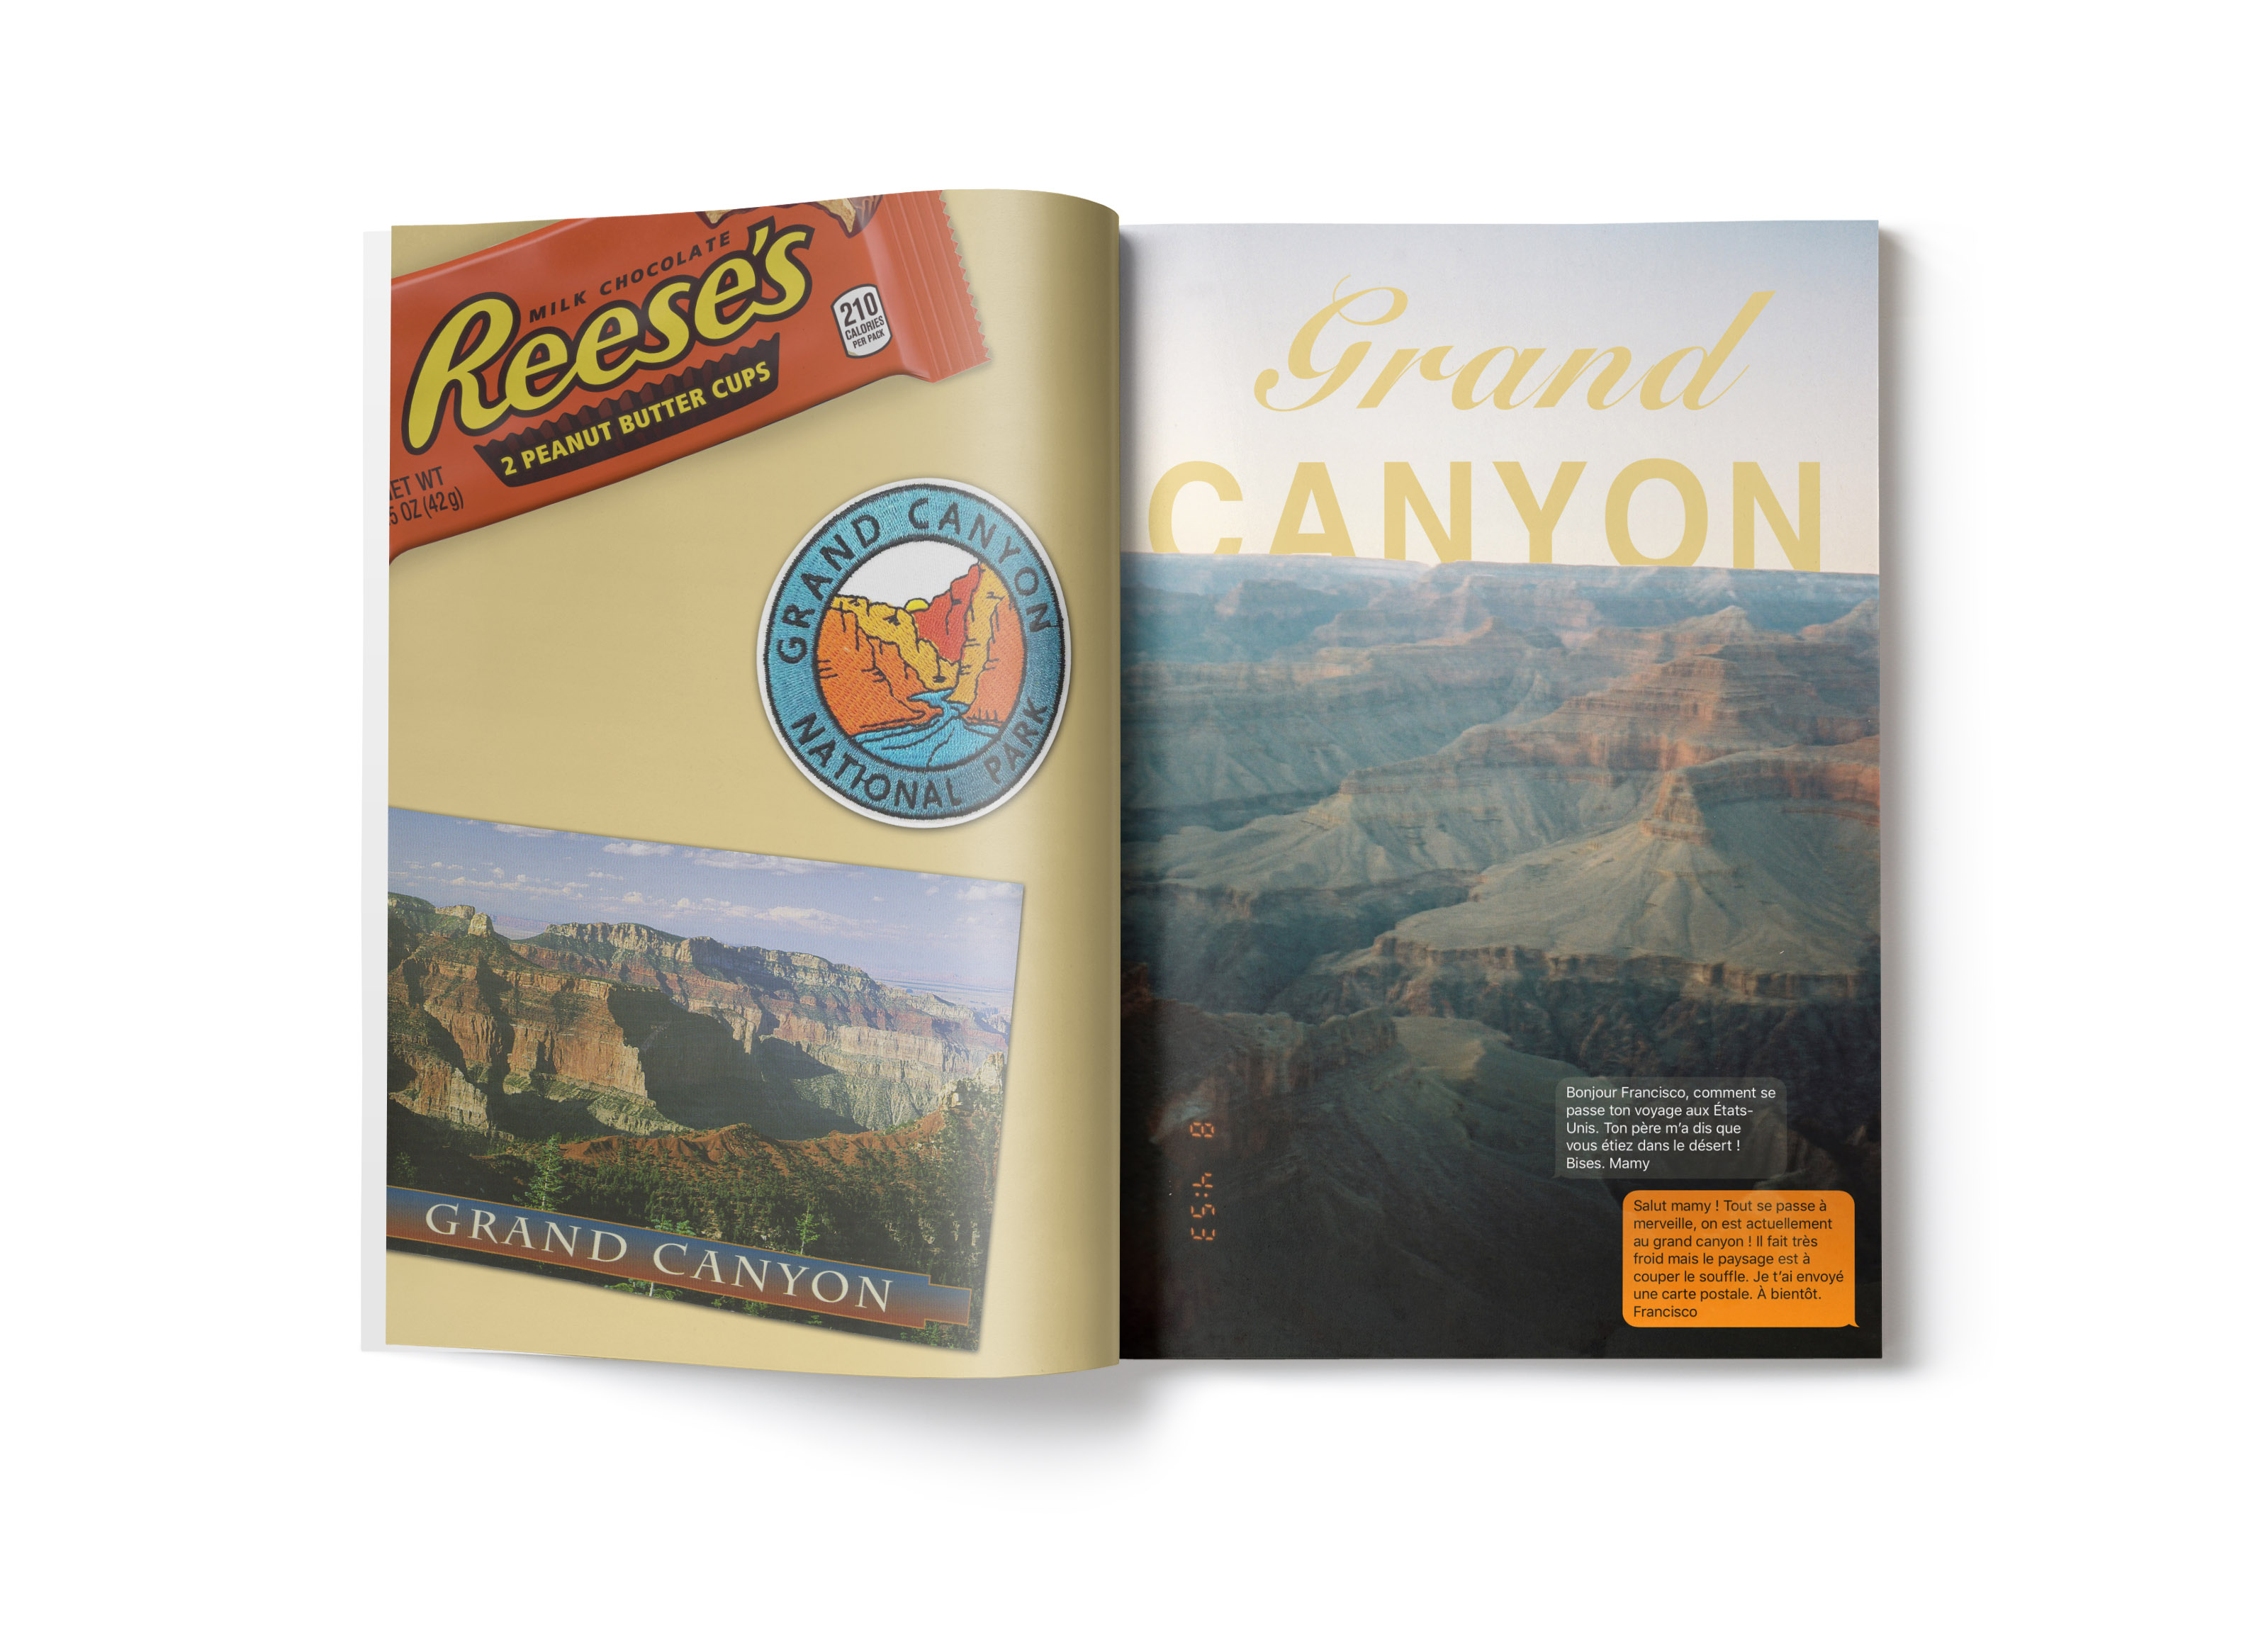 MILK CHOCOLATE
Reese's
2 PEANUT BUTTER CUPS
210
CALORIES
PER PACK
NET WT
5 OZ (42g)
GRAND CANYON
NATIONAL PARK
GRAND CANYON
Grand
CANYON
Bonjour Francisco, comment se
passe ton voyage aux États-
Unis. Ton père m'a dis que
vous étiez dans le désert !
Bises. Mamy
Salut mamy ! Tout se passe à
merveille, on est actuellement
au grand canyon ! Il fait très
froid mais le paysage est à
couper le souffle. Je t'ai envoyé
une carte postale. À bientôt.
Francisco